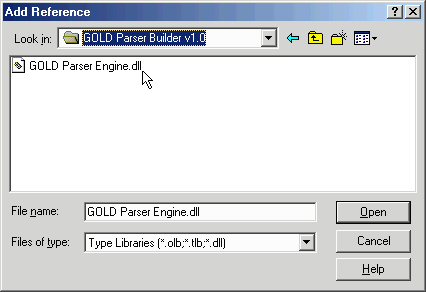 Add Reference
Look in: GOLD Parser Builder v1.0
GOLD Parser Engine.dll
File name: GOLD Parser Engine.dll Open
Files of type: Type Libraries (*.olb;*.tlb;*.dll) Cancel
Help